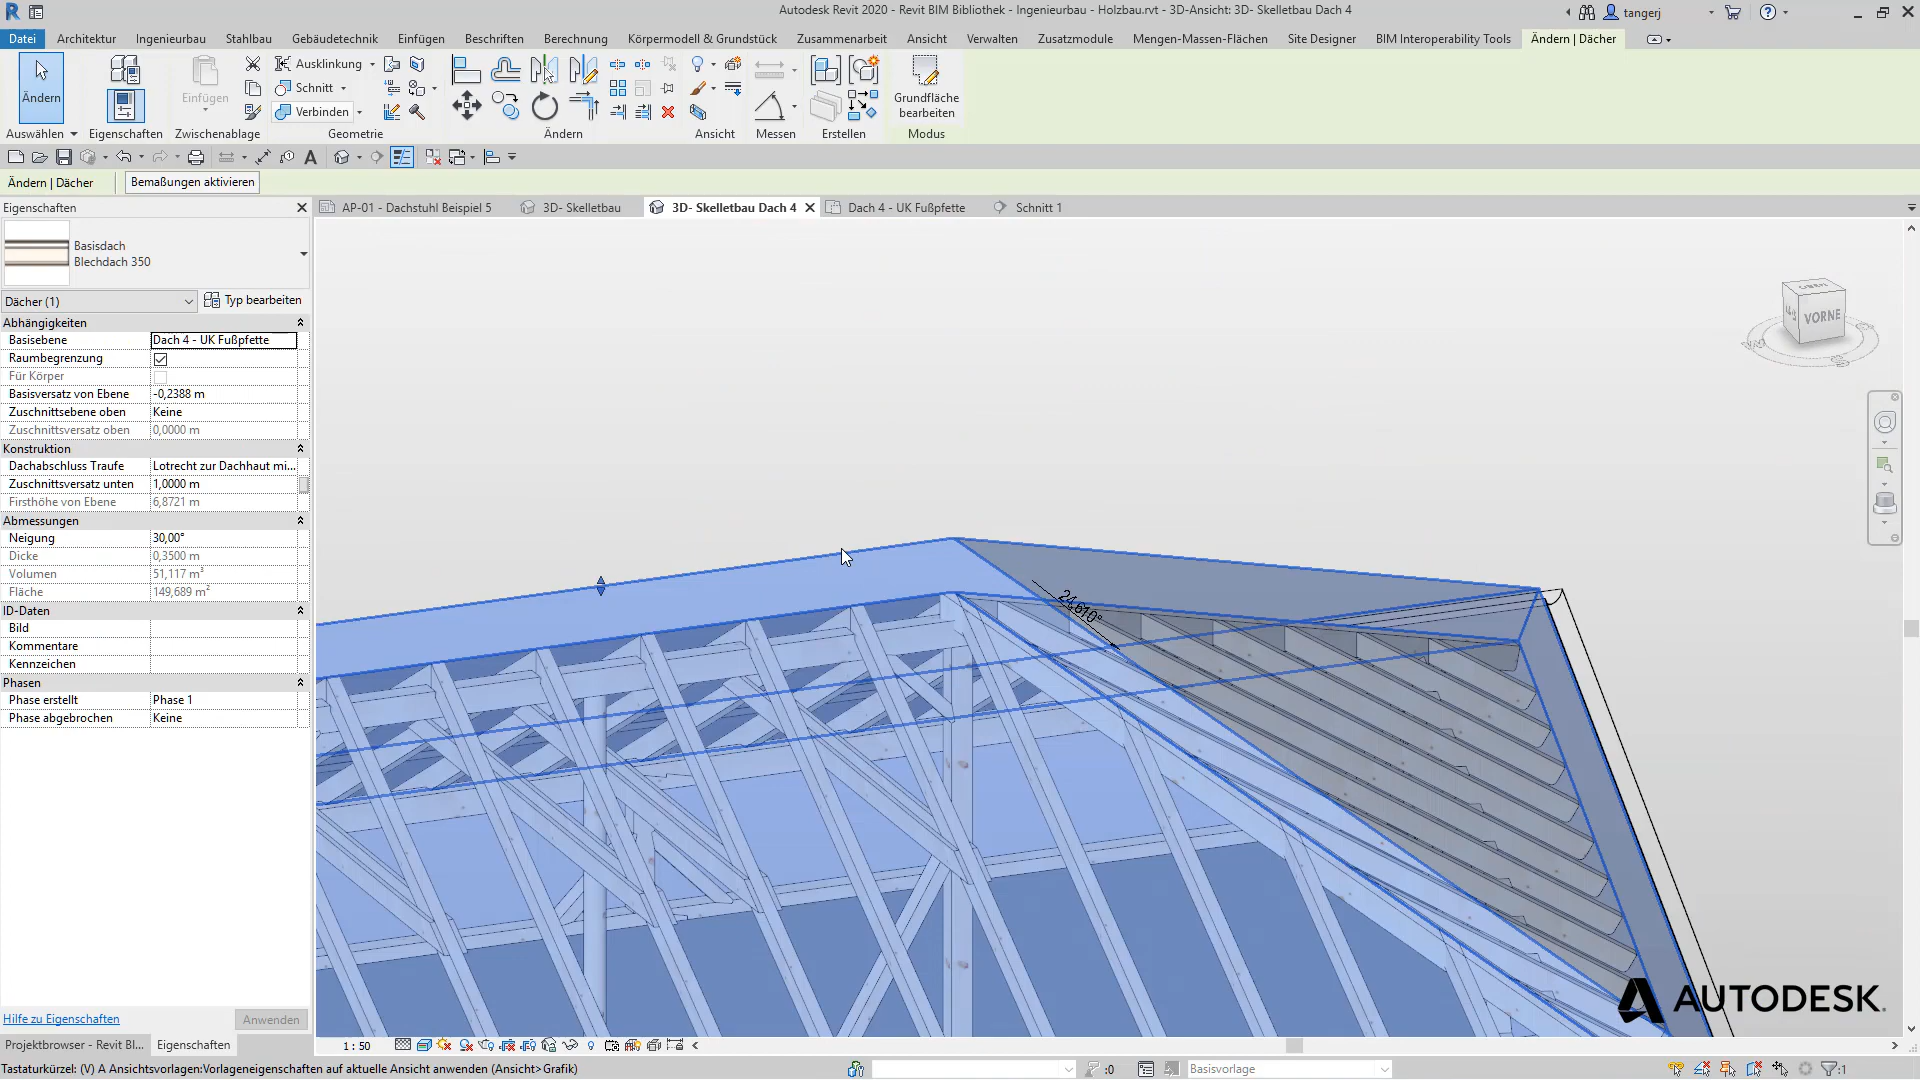 Autodesk Revit 2020 - Revit BIM Bibliothek - Ingenieurbau - Holzbau.rvt - 3D-Ansicht: 3D- Skelletbau Dach 4
tangerj
Datei Architektur Ingenieurbau Stahlbau Gebäudetechnik Einfügen Beschriften Berechnung Körpermodell & Grundstück Zusammenarbeit Ansicht Verwalten Zusatzmodule Mengen-Massen-Flächen Site Designer BIM Interoperability Tools Ändern | Dächer
Ausklinkung
Schnitt
Ändern
Einfügen
Grundfläche bearbeiten
Verbinden
Auswählen Eigenschaften Zwischenablage Geometrie Ändern Ansicht Messen Erstellen Modus
Ändern | Dächer Bemaßungen aktivieren
Eigenschaften
AP-01 - Dachstuhl Beispiel 5 3D- Skelletbau 3D- Skelletbau Dach 4 Dach 4 - UK Fußpfette Schnitt 1
Basisdach
Blechdach 350
Dächer (1) Typ bearbeiten
Abhängigkeiten
Basisebene Dach 4 - UK Fußpfette
Raumbegrenzung
Für Körper
Basisversatz von Ebene -0,2388 m
Zuschnittsebene oben Keine
Zuschnittsversatz oben 0,0000 m
Konstruktion
Dachabschluss Traufe Lotrecht zur Dachhaut mi...
Zuschnittsversatz unten 1,0000 m
Firsthöhe von Ebene 6,8721 m
Abmessungen
Neigung 30,00°
Dicke 0,3500 m
Volumen 51,117 m³
Fläche 149,689 m²
ID-Daten
Bild
Kommentare
Kennzeichen
Phasen
Phase erstellt Phase 1
Phase abgebrochen Keine
VORNE
24,610°
AUTODESK.
Hilfe zu Eigenschaften Anwenden
Projektbrowser - Revit BI... Eigenschaften
1 : 50
Tastaturkürzel: (V) A Ansichtsvorlagen:Vorlageneigenschaften auf aktuelle Ansicht anwenden (Ansicht>Grafik)
:0
Basisvorlage
:1